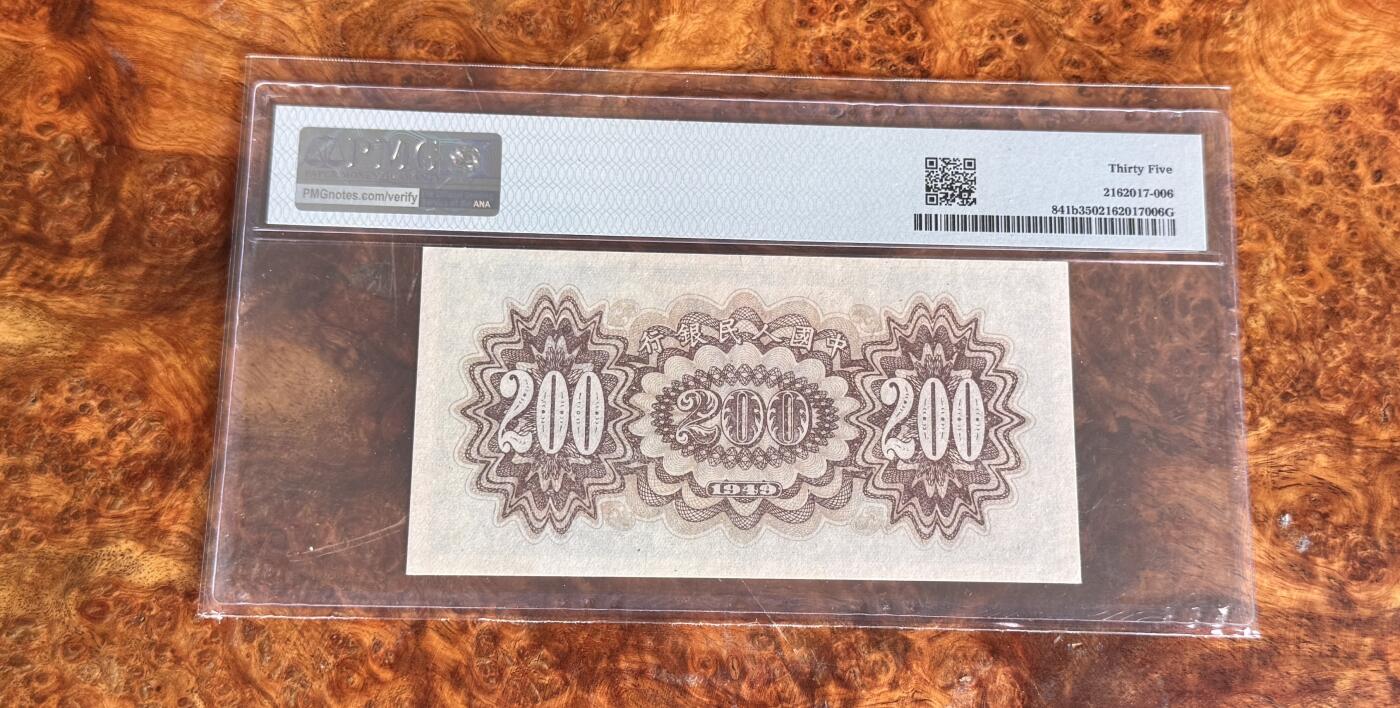 PMG
PMGnotes.com/verify
ANA
Thirty Five
2162017-006
841b3502162017006G
行銀民人國中
200
200
200
1949